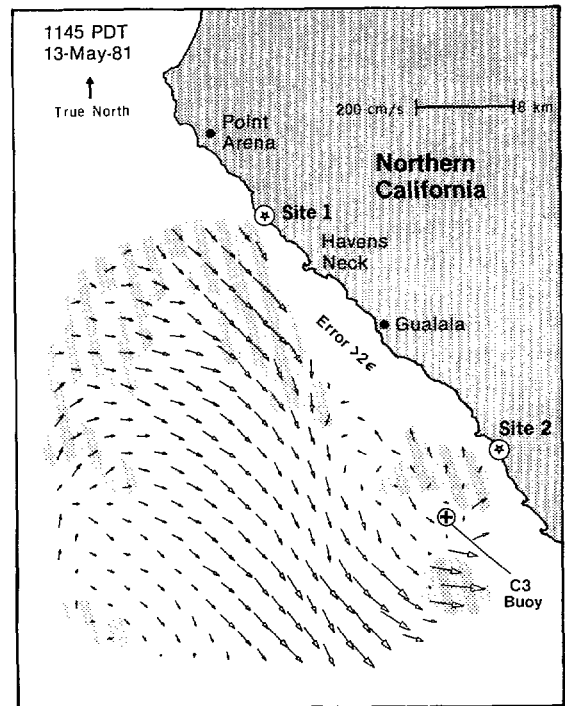 1145 PDT
13-May-81
True North
Point
Arena
200 cm/s
8 km
Northern
California
Site 1
Havens
Neck
Gualala
Error >2ϵ
Site 2
C3
Buoy